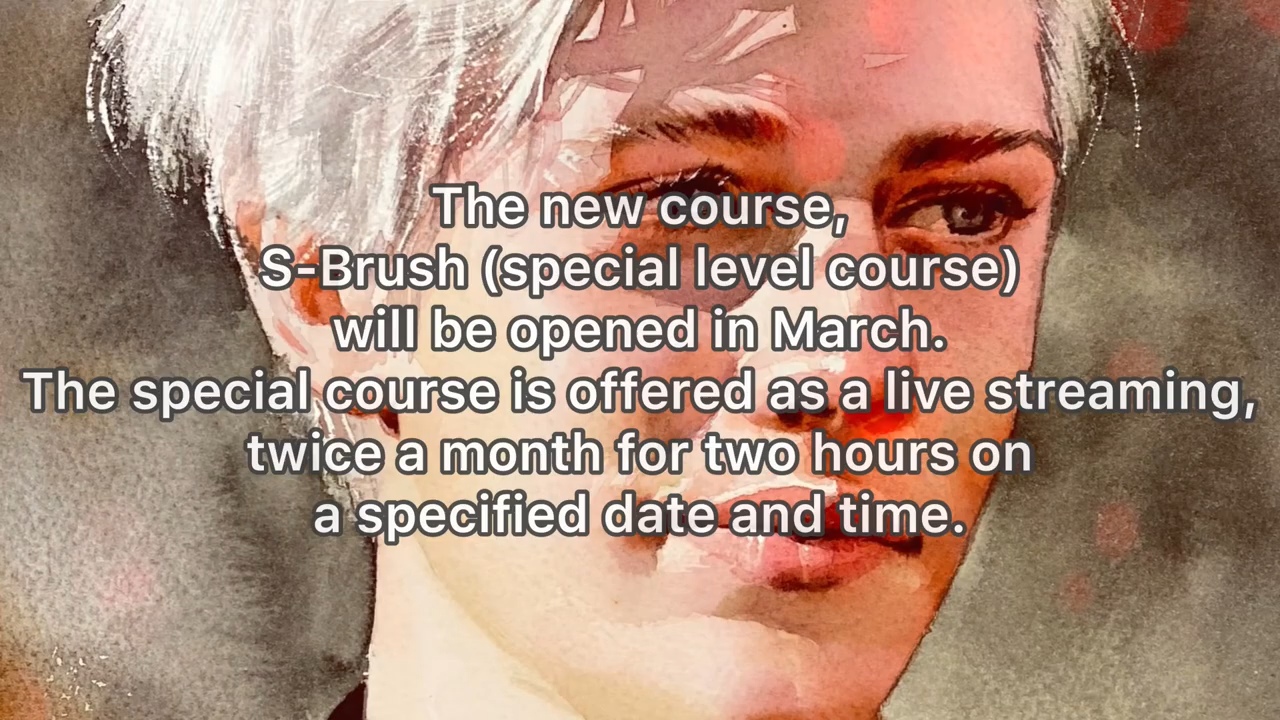 The new course,
S-Brush (special level course)
will be opened in March.
The special course is offered as a live streaming,
twice a month for two hours on
a specified date and time.